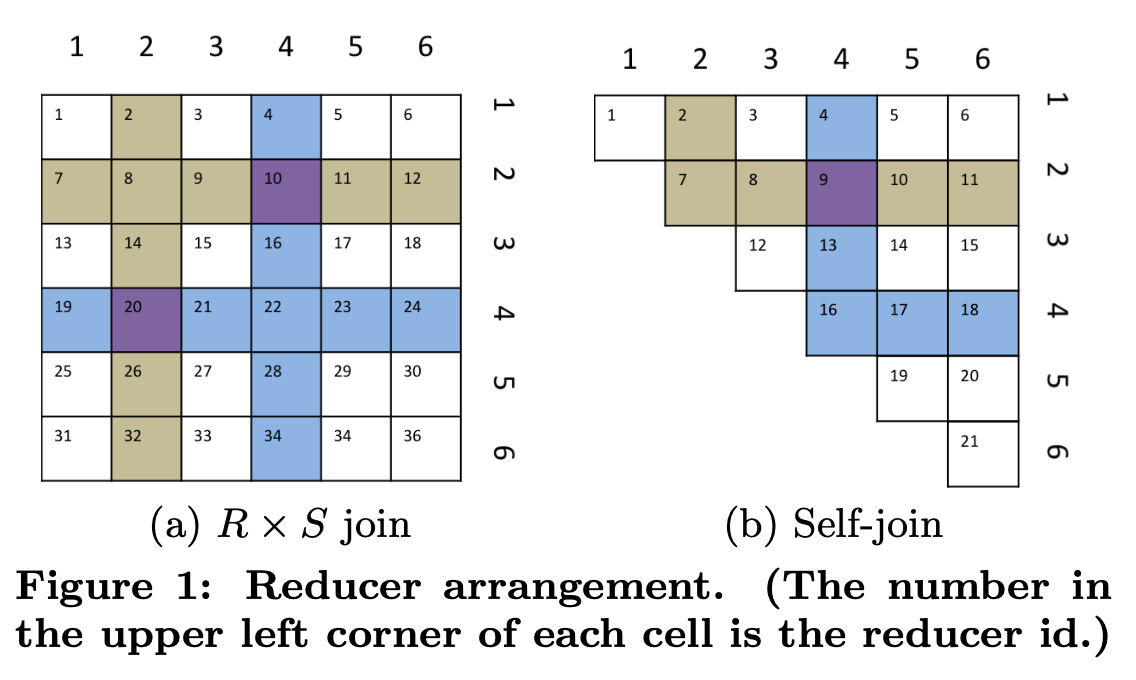 1 2 3 4 5 6
1 2 3 4 5 6 1
7 8 9 10 11 12 2
13 14 15 16 17 18 3
19 20 21 22 23 24 4
25 26 27 28 29 30 5
31 32 33 34 34 36 6
(a) R × S join
1 2 3 4 5 6
1 2 3 4 5 6 1
7 8 9 10 11 2
12 13 14 15 3
16 17 18 4
19 20 5
21 6
(b) Self-join
Figure 1: Reducer arrangement. (The number in
the upper left corner of each cell is the reducer id.)